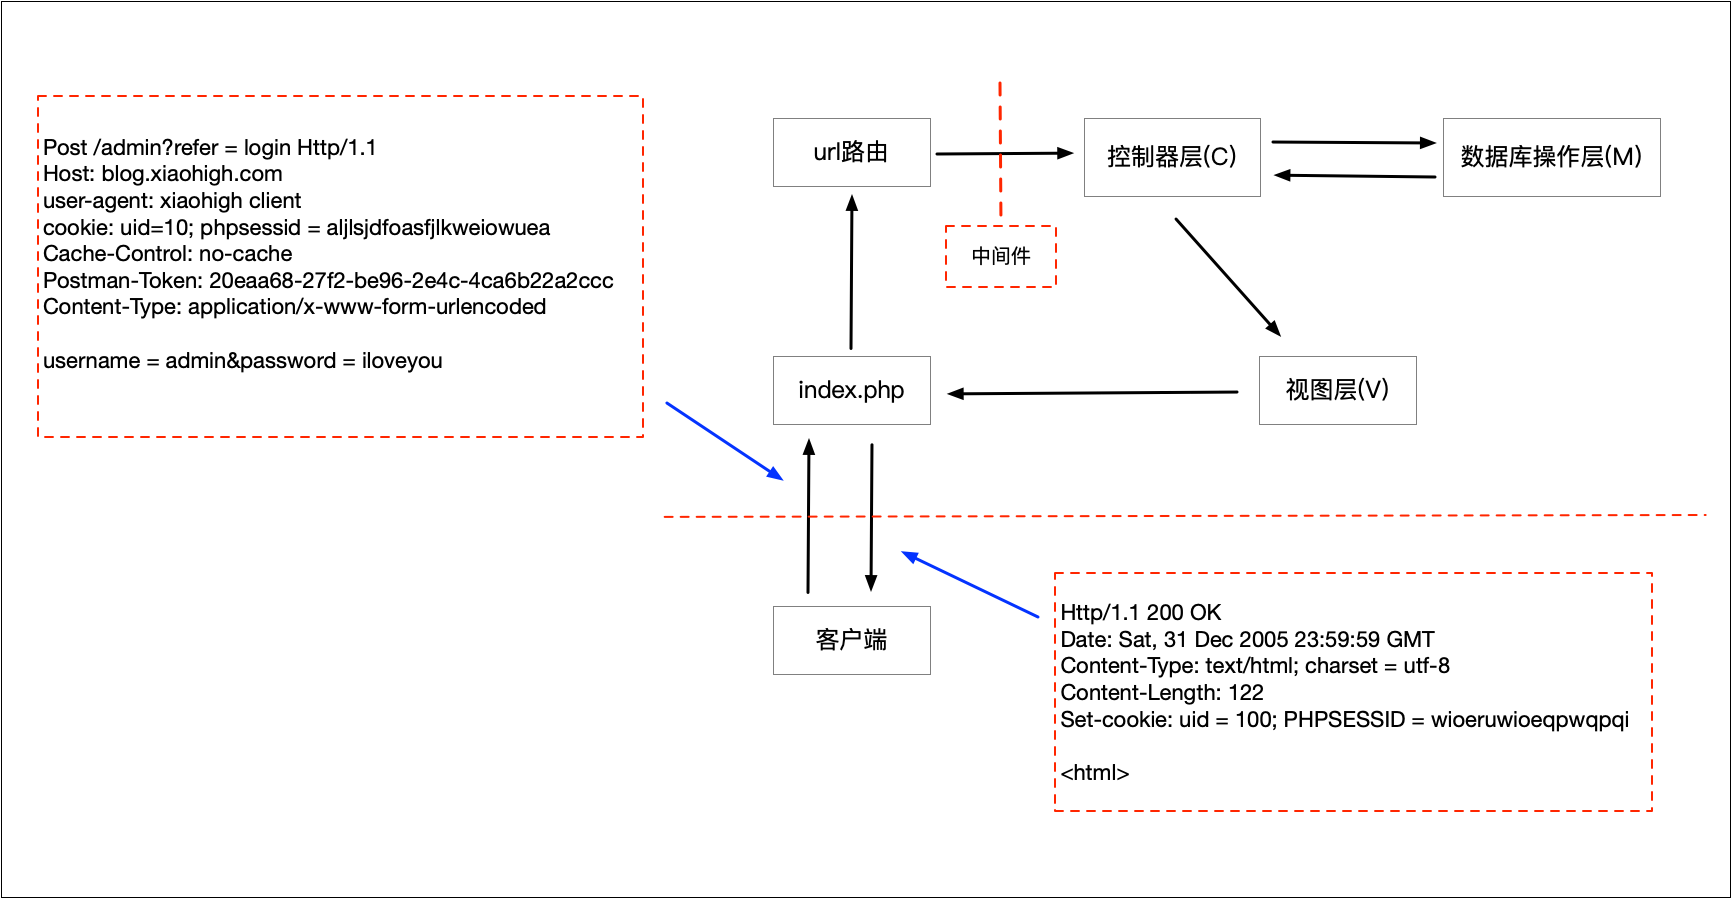 Post /admin?refer = login Http/1.1
Host: blog.xiaohigh.com
user-agent: xiaohigh client
cookie: uid=10; phpsessid = aljlsjdfoasfjlkweiowuea
Cache-Control: no-cache
Postman-Token: 20eaa68-27f2-be96-2e4c-4ca6b22a2ccc
Content-Type: application/x-www-form-urlencoded
username = admin&password = iloveyou
url路由
控制器层(C)
数据库操作层(M)
中间件
index.php
视图层(V)
客户端
Http/1.1 200 OK
Date: Sat, 31 Dec 2005 23:59:59 GMT
Content-Type: text/html; charset = utf-8
Content-Length: 122
Set-cookie: uid = 100; PHPSESSID = wioeruwioeqpwqpqi
<html>